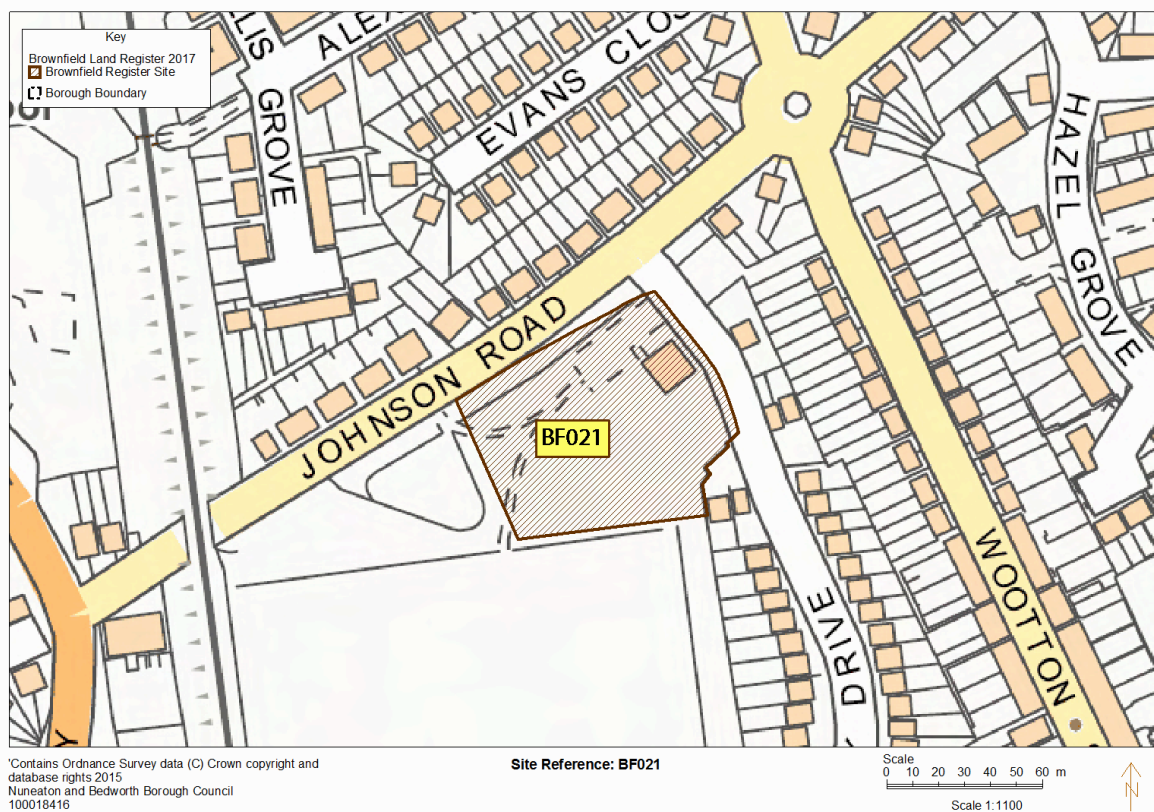 Key
Brownfield Land Register 2017
Brownfield Register Site
Borough Boundary
GROVE
EVANS CLOS
HAZEL GROVE
JOHNSON ROAD
BF021
WOOTTON
DRIVE
'Contains Ordnance Survey data (C) Crown copyright and
database rights 2015
Nuneaton and Bedworth Borough Council
100018416
Site Reference: BF021
Scale
0 10 20 30 40 50 60 m
Scale 1:1100
N